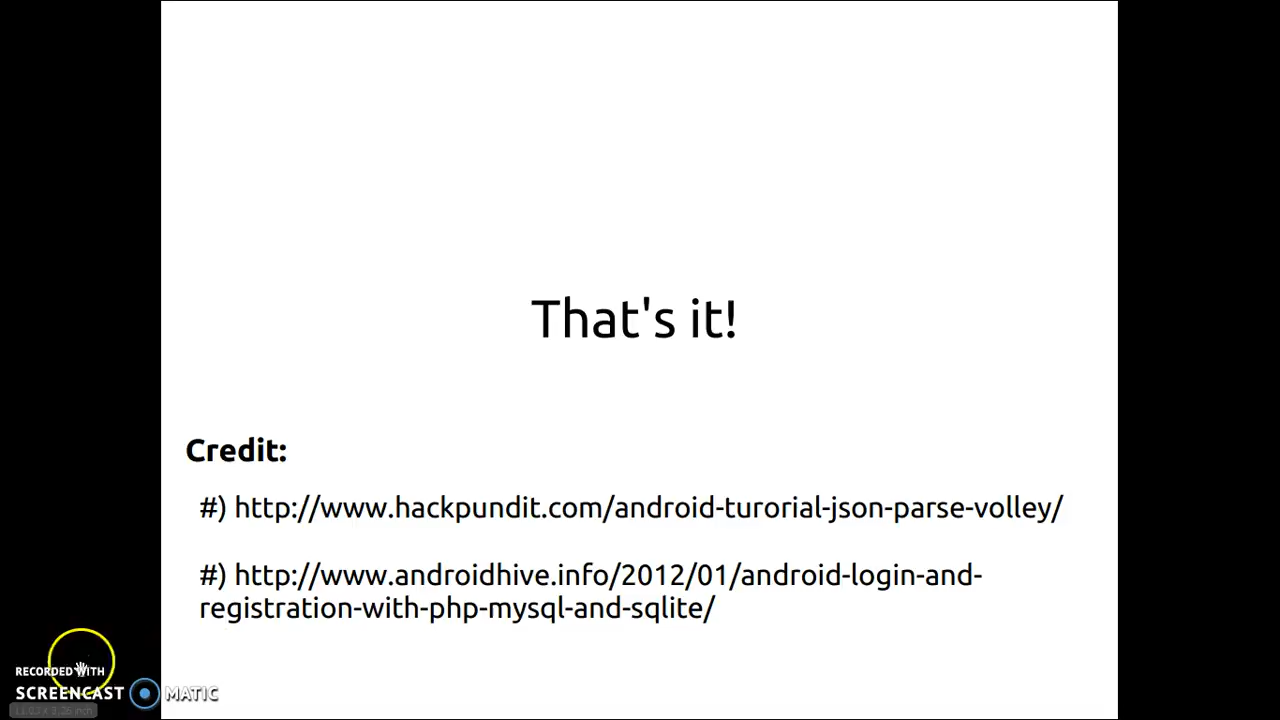 That's it!
Credit:
#) http://www.hackpundit.com/android-turorial-json-parse-volley/
#) http://www.androidhive.info/2012/01/android-login-and-
registration-with-php-mysql-and-sqlite/
RECORDED WITH
SCREENCAST MATIC